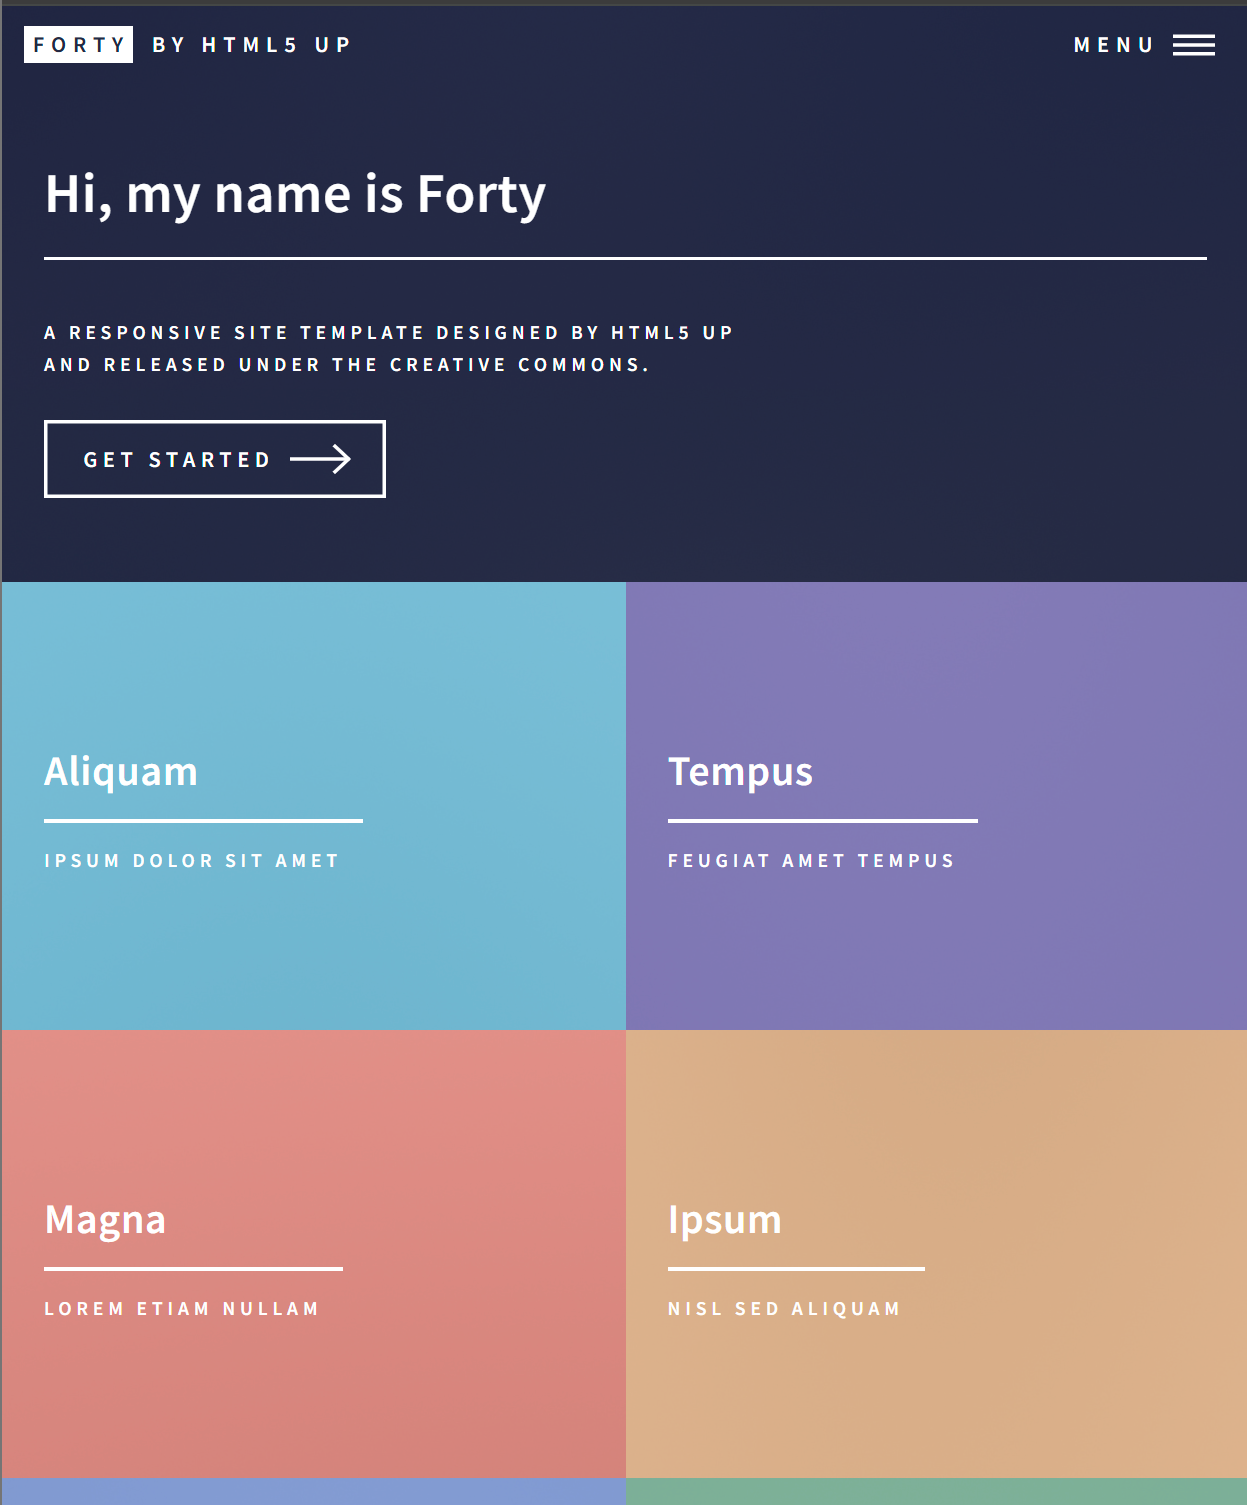 FORTY BY HTML5 UP
MENU
Hi, my name is Forty
A RESPONSIVE SITE TEMPLATE DESIGNED BY HTML5 UP
AND RELEASED UNDER THE CREATIVE COMMONS.
GET STARTED
Aliquam
IPSUM DOLOR SIT AMET
Tempus
FEUGIAT AMET TEMPUS
Magna
LOREM ETIAM NULLAM
Ipsum
NISL SED ALIQUAM